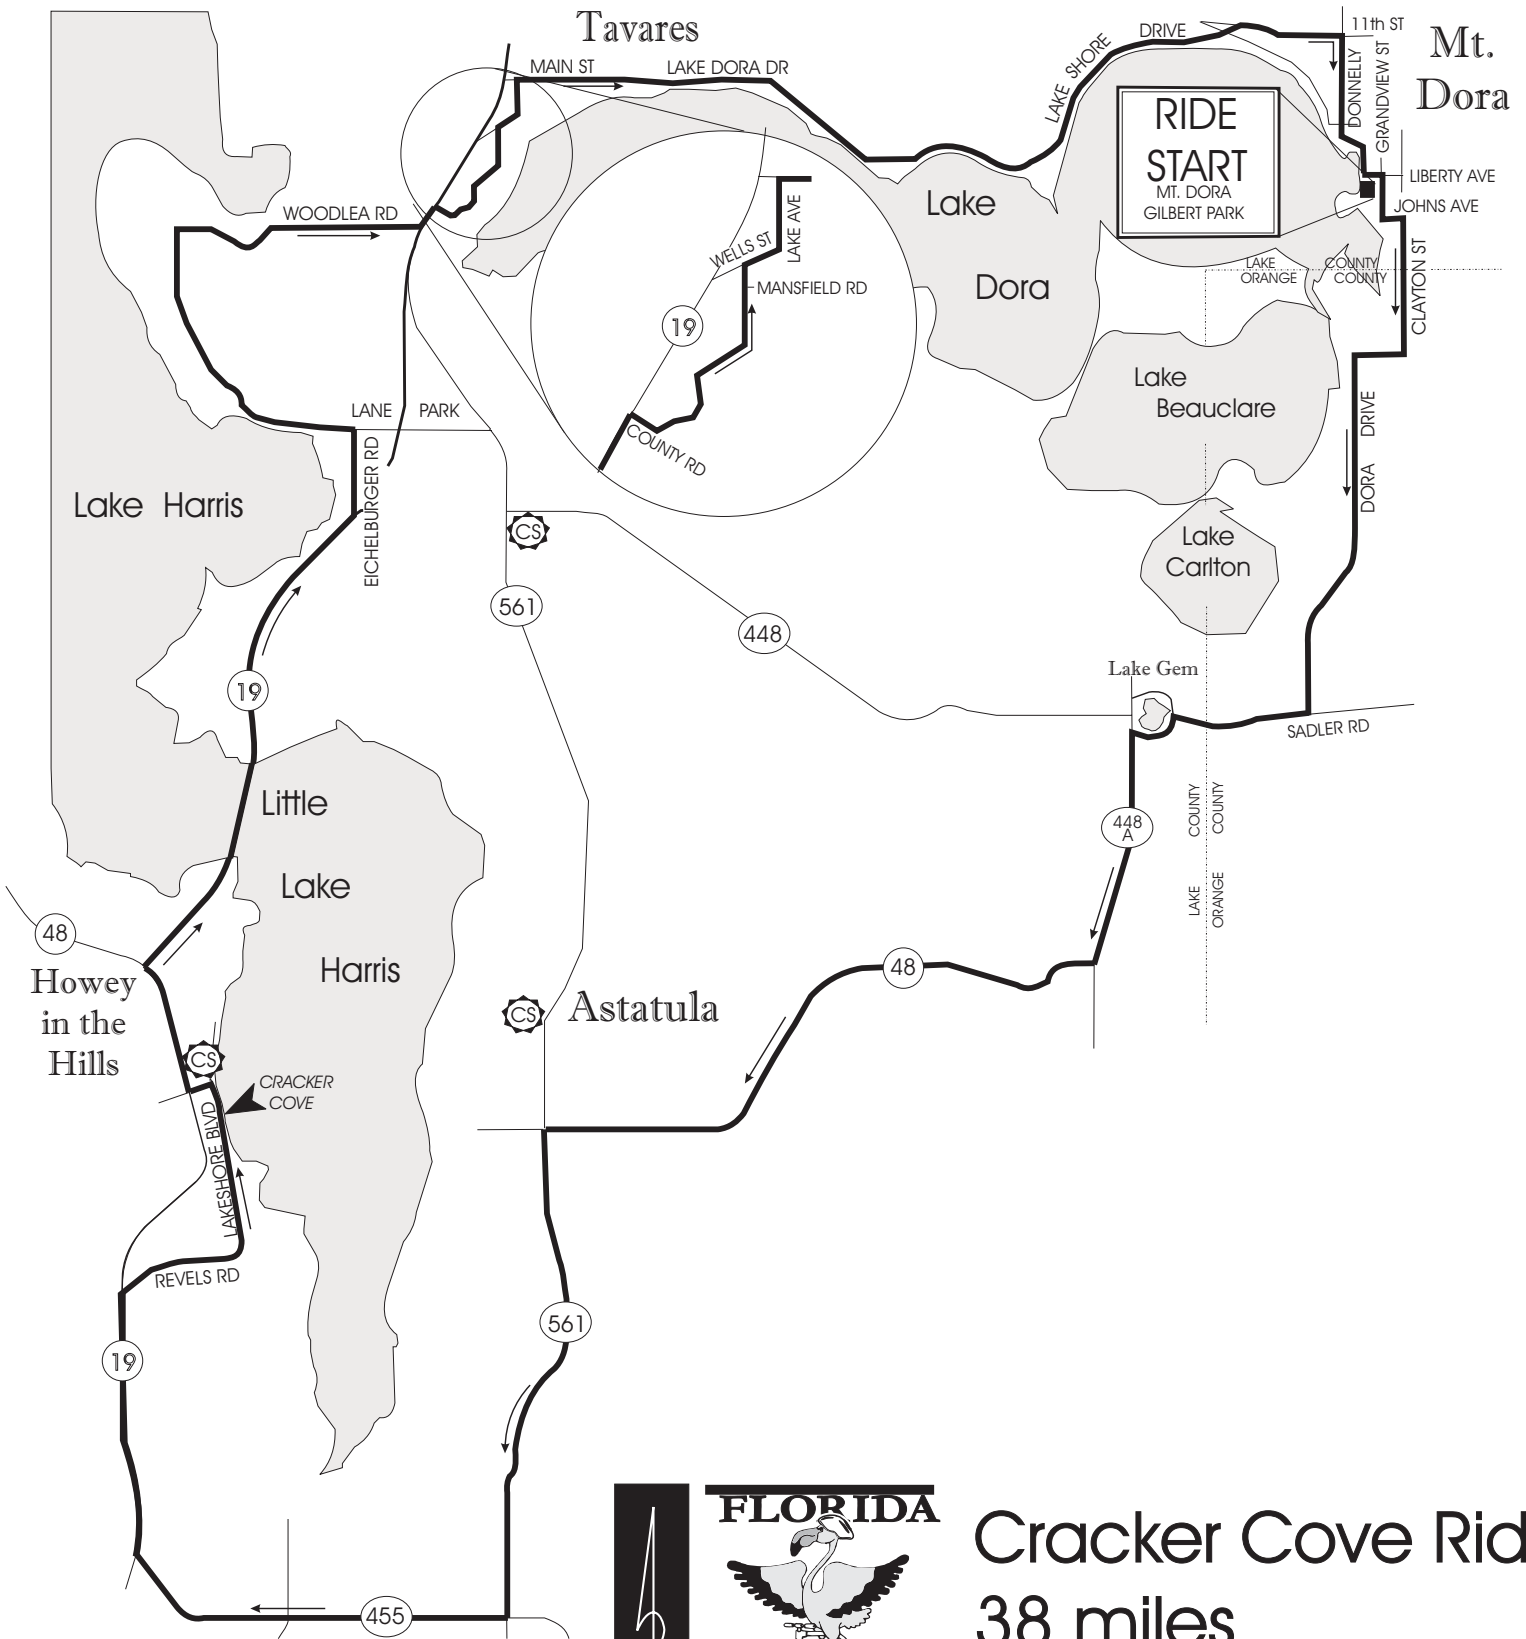 Tavares
DRIVE
11th ST
Mt.
Dora
MAIN ST
LAKE DORA DR
LAKE SHORE
DONNELLY
GRANDVIEW ST
RIDE
START
MT. DORA
GILBERT PARK
LIBERTY AVE
JOHNS AVE
WOODLEA RD
Lake
Dora
LAKE AVE
WELLS ST
MANSFIELD RD
19
COUNTY RD
LAKE COUNTY
ORANGE COUNTY
CLAYTON ST
Lake
Beauclare
LANE PARK
EICHELBURGER RD
DORA DRIVE
Lake Harris
CS
Lake
Carlton
561
448
Lake Gem
19
SADLER RD
Little
Lake
Harris
448
A
LAKE COUNTY
ORANGE COUNTY
48
48
Howey
in the
Hills
CS
Astatula
CS
CRACKER
COVE
LAKESHORE BLVD
REVELS RD
561
19
455
FLORIDA
Cracker Cove Rid
38 miles